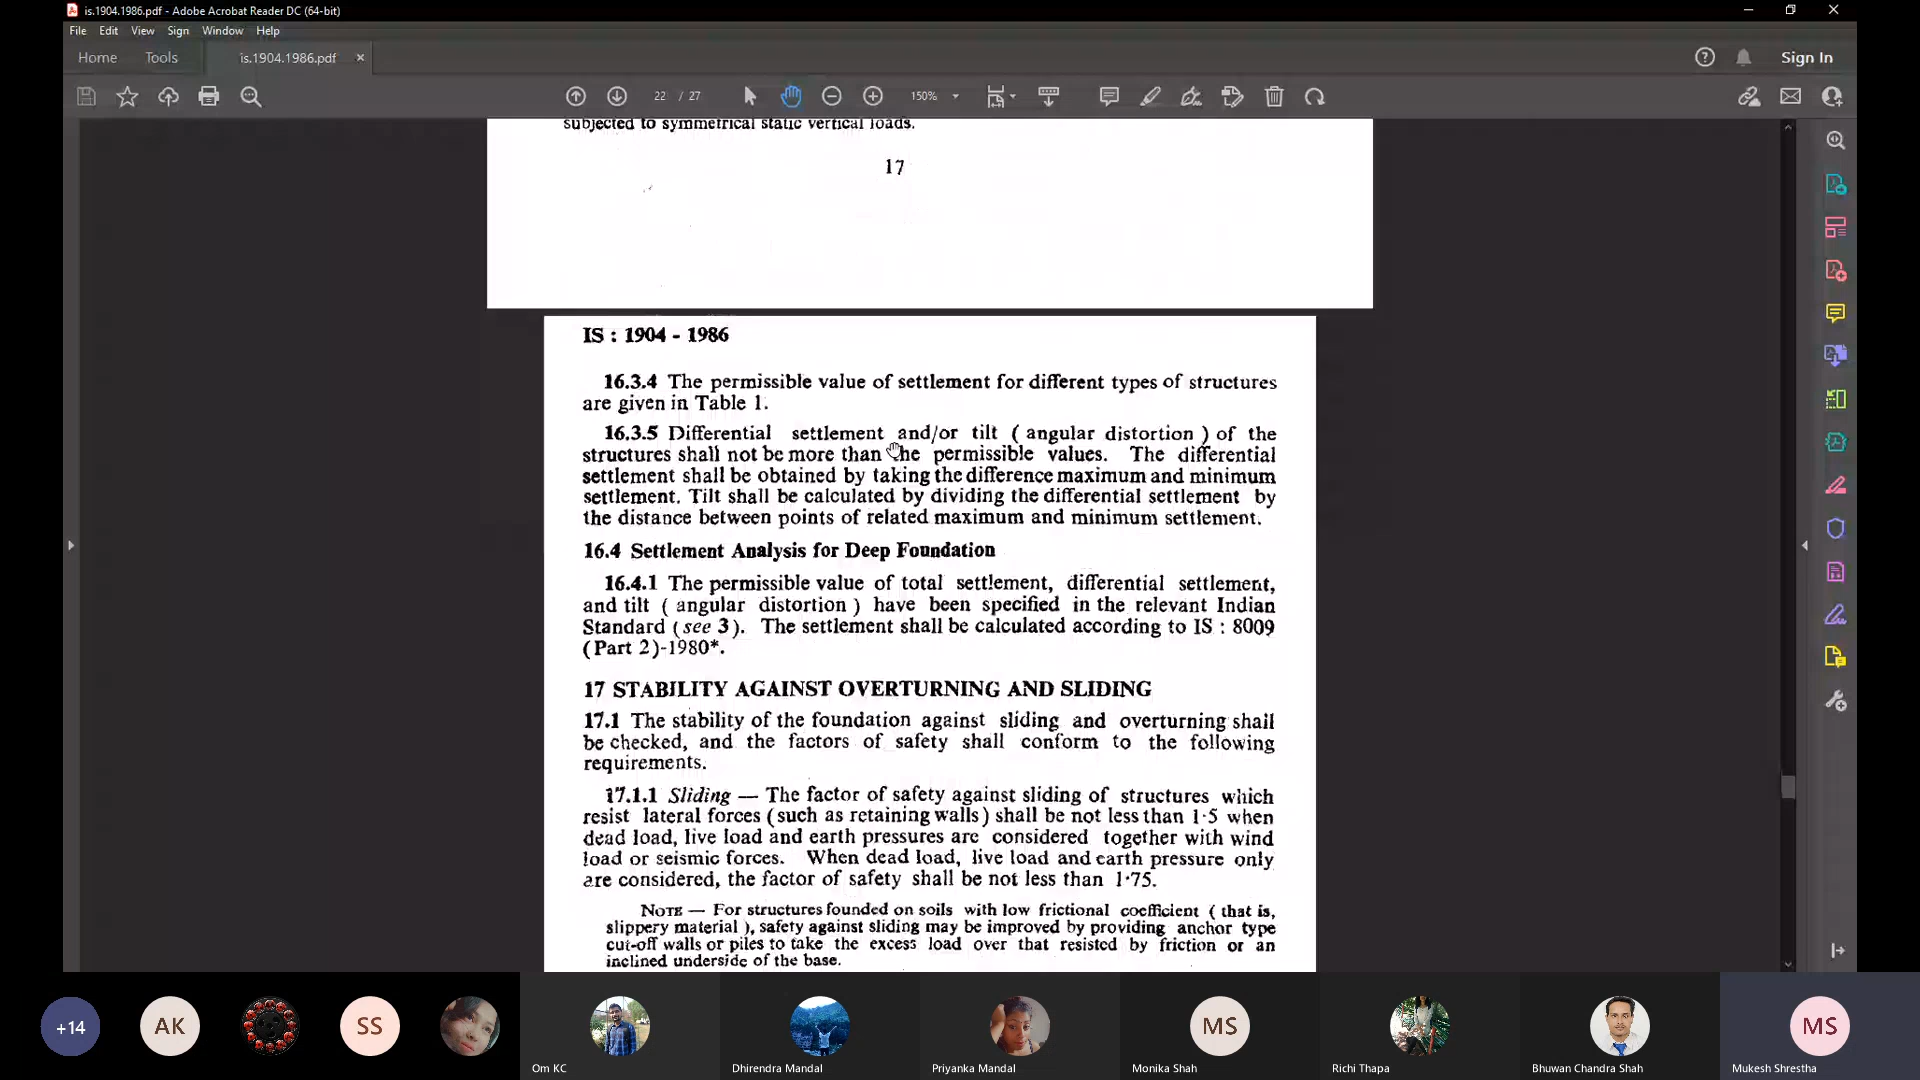 is.1904.1986.pdf - Adobe Acrobat Reader DC (64-bit)
File Edit View Sign Window Help
Home Tools is.1904.1986.pdf × Sign In
22 / 27 150%
subjected to symmetrical static vertical loads.
17
IS : 1904 - 1986
16.3.4 The permissible value of settlement for different types of structures
are given in Table 1.
16.3.5 Differential settlement and/or tilt ( angular distortion ) of the
structures shall not be more than the permissible values. The differential
settlement shall be obtained by taking the difference maximum and minimum
settlement. Tilt shall be calculated by dividing the differential settlement by
the distance between points of related maximum and minimum settlement.
16.4 Settlement Analysis for Deep Foundation
16.4.1 The permissible value of total settlement, differential settlement,
and tilt ( angular distortion ) have been specified in the relevant Indian
Standard ( see 3 ). The settlement shall be calculated according to IS : 8009
( Part 2 )-1980*.
17 STABILITY AGAINST OVERTURNING AND SLIDING
17.1 The stability of the foundation against sliding and overturning shall
be checked, and the factors of safety shall conform to the following
requirements.
17.1.1 Sliding — The factor of safety against sliding of structures which
resist lateral forces ( such as retaining walls ) shall be not less than 1·5 when
dead load, live load and earth pressures are considered together with wind
load or seismic forces. When dead load, live load and earth pressure only
are considered, the factor of safety shall be not less than 1·75.
NOTE — For structures founded on soils with low frictional coefficient ( that is,
slippery material ), safety against sliding may be improved by providing anchor type
cut-off walls or piles to take the excess load over that resisted by friction or an
inclined underside of the base.
+14 AK SS MS MS
Om KC Dhirendra Mandal Priyanka Mandal Monika Shah Richi Thapa Bhuwan Chandra Shah Mukesh Shrestha